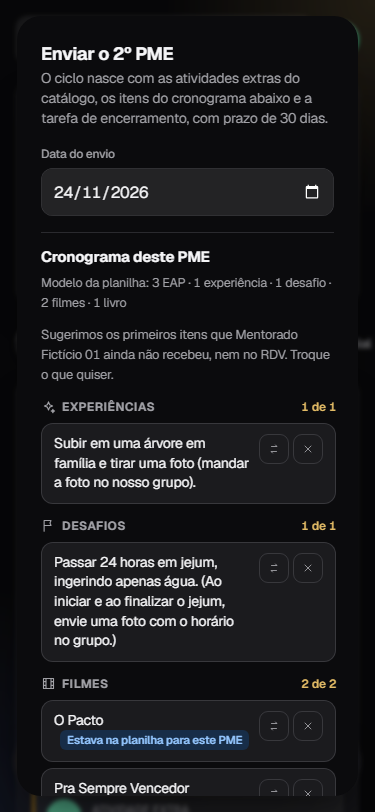 Enviar o 2º PME
O ciclo nasce com as atividades extras do
catálogo, os itens do cronograma abaixo e a
tarefa de encerramento, com prazo de 30 dias.
Data do envio
24/11/2026
Cronograma deste PME
Modelo da planilha: 3 EAP · 1 experiência · 1 desafio ·
2 filmes · 1 livro
Sugerimos os primeiros itens que Mentorado
Fictício 01 ainda não recebeu, nem no RDV. Troque
o que quiser.
EXPERIÊNCIAS 1 de 1
Subir em uma árvore em
família e tirar uma foto (mandar
a foto no nosso grupo).
DESAFIOS 1 de 1
Passar 24 horas em jejum,
ingerindo apenas água. (Ao
iniciar e ao finalizar o jejum,
envie uma foto com o horário
no grupo.)
FILMES 2 de 2
O Pacto
Estava na planilha para este PME
Pra Sempre Vencedor